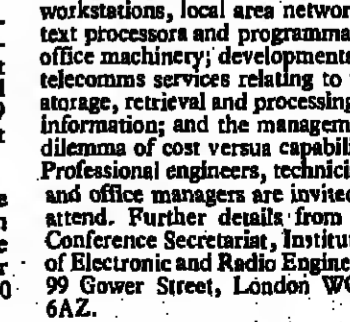 workstations, local area networ
text processors and programma
office machinery; developments
telecomms services relating to
storage, retrieval and processing
information; and the managem
dilemma of cost versus capabil
Professional engineers, technici
and office managers are invited
attend. Further details from
Conference Secretariat, Institut
of Electronic and Radio Engine
99 Gower Street, London WC
6AZ.